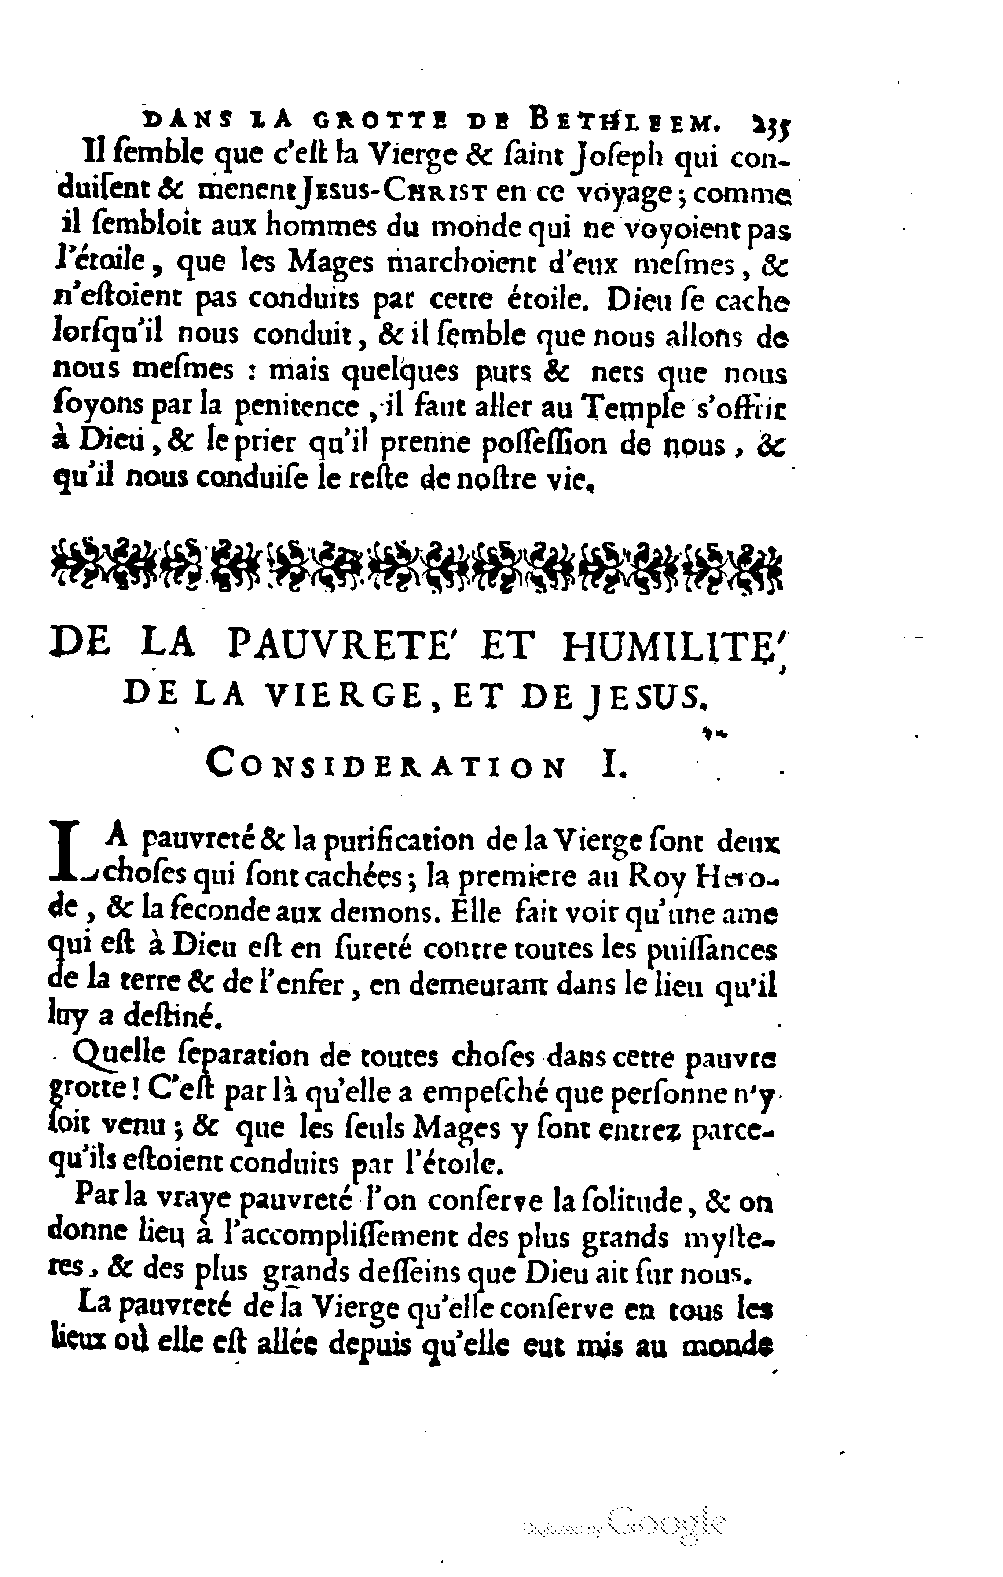 DANS LA GROTTE DE BETHLEEM. 235
Il ſemble que c'eſt la Vierge & ſaint Joſeph qui con-
duiſent & menent JESUS-CHRIST en ce voyage ; comme
il ſembloit aux hommes du monde qui ne voyoient pas
l'étoile, que les Mages marchoient d'eux meſmes, &
n'eſtoient pas conduits par cette étoile. Dieu ſe cache
lorſqu'il nous conduit, & il ſemble que nous allons de
nous meſmes : mais quelques purs & nets que nous
ſoyons par la penitence, il faut aller au Temple s'offrir
à Dieu, & le prier qu'il prenne poſſeſſion de nous, &
qu'il nous conduiſe le reſte de noſtre vie.
DE LA PAUVRETE' ET HUMILITE',
DE LA VIERGE, ET DE JESUS.
CONSIDERATION I.
LA pauvreté & la purification de la Vierge ſont deux
choſes qui ſont cachées ; la premiere au Roy Hero-
de, & la ſeconde aux demons. Elle fait voir qu'une ame
qui eſt à Dieu eſt en ſureté contre toutes les puiſſances
de la terre & de l'enfer, en demeurant dans le lieu qu'il
luy a deſtiné.
Quelle ſeparation de toutes choſes dans cette pauvre
grotte ! C'eſt par là qu'elle a empeſché que perſonne n'y
ſoit venu ; & que les ſeuls Mages y ſont entrez parce-
qu'ils eſtoient conduits par l'étoile.
Par la vraye pauvreté l'on conſerve la ſolitude, & on
donne lieu à l'accompliſſement des plus grands myſte-
res, & des plus grands deſſeins que Dieu ait ſur nous.
La pauvreté de la Vierge qu'elle conſerve en tous les
lieux où elle eſt allée depuis qu'elle eut mis au monde
Digitized by Google